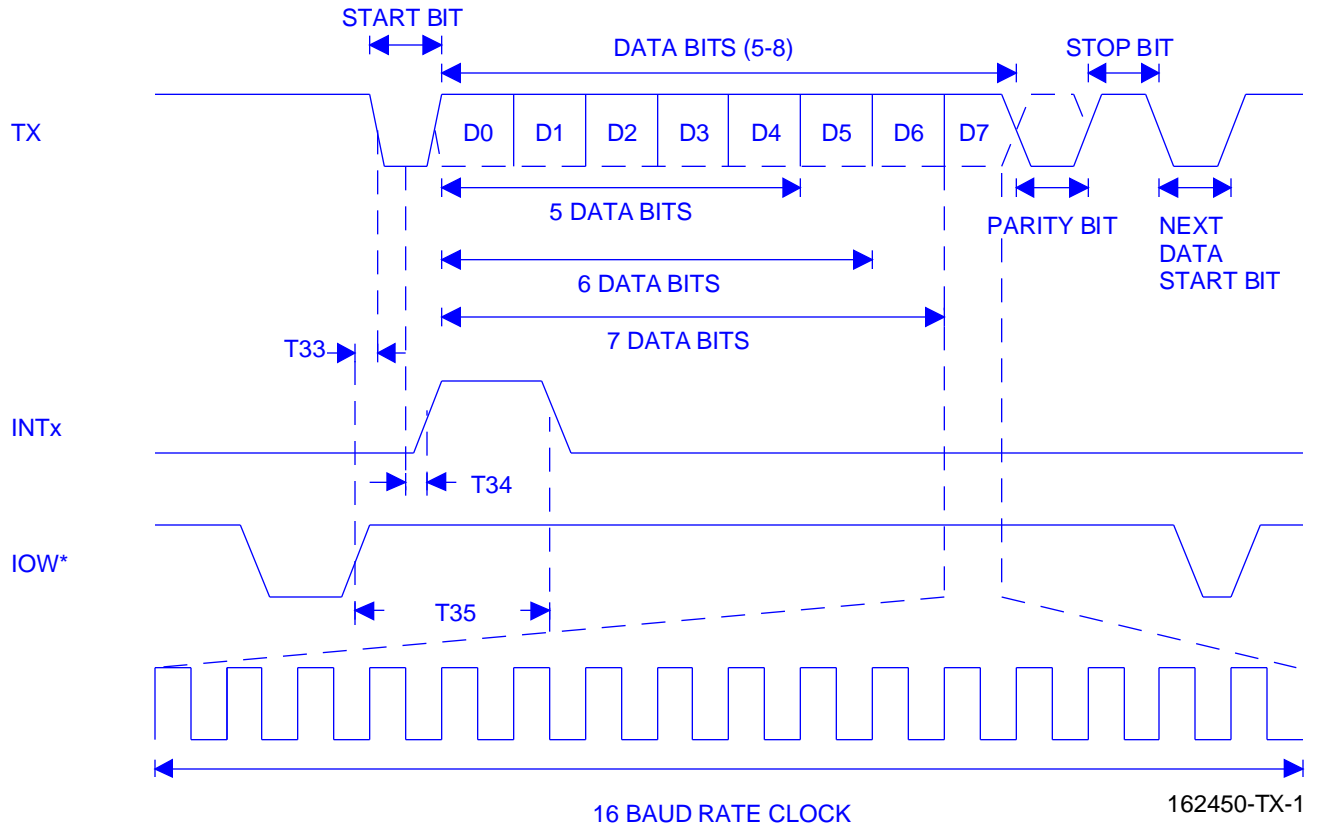 START BIT
DATA BITS (5-8)
STOP BIT
TX
D0
D1
D2
D3
D4
D5
D6
D7
5 DATA BITS
PARITY BIT
NEXT
DATA
START BIT
6 DATA BITS
7 DATA BITS
T33
INTx
T34
IOW*
T35
16 BAUD RATE CLOCK
162450-TX-1